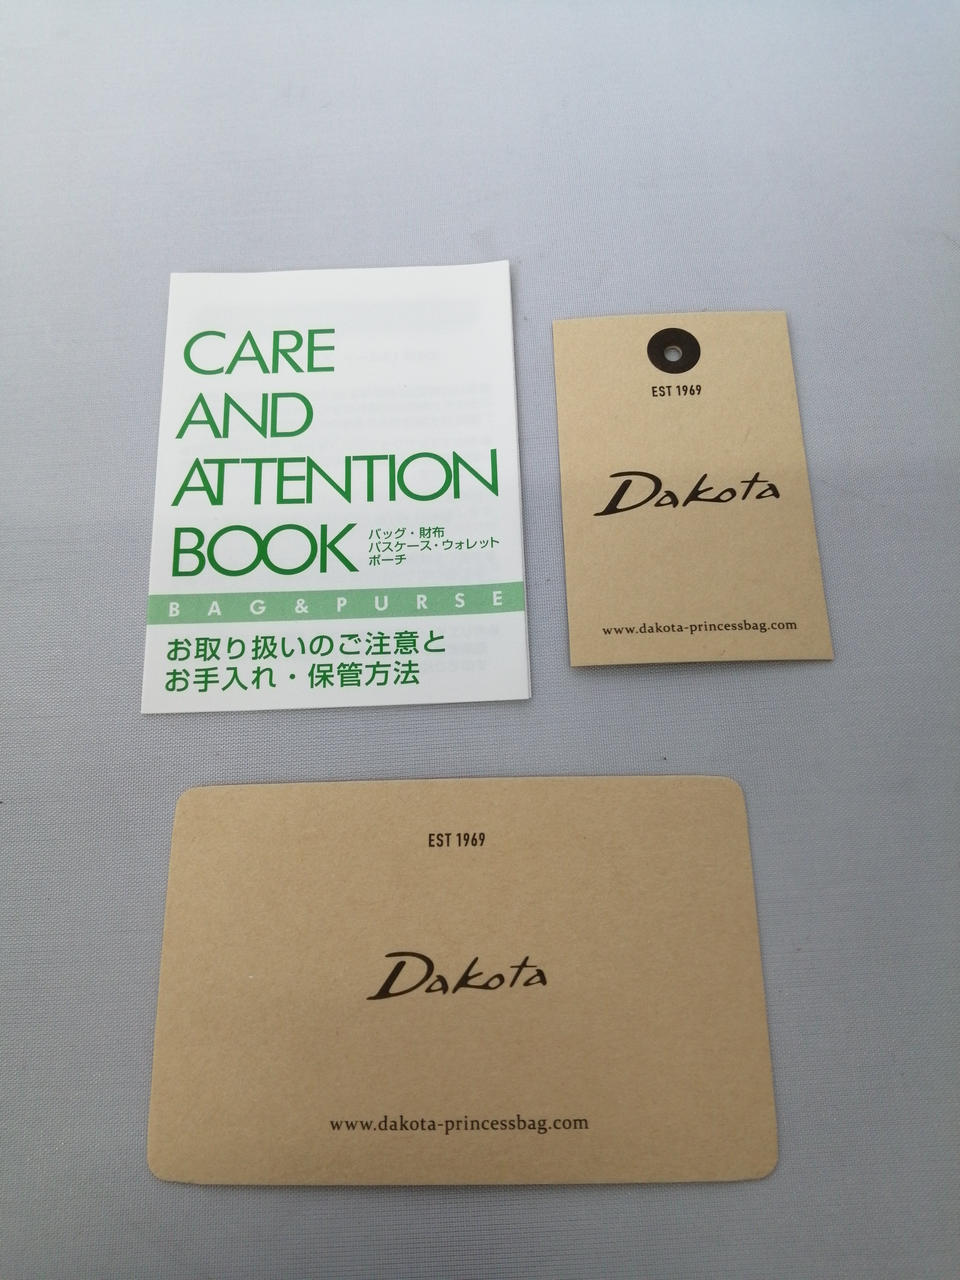 CARE
AND
ATTENTION
BOOK
バッグ・財布
パスケース・ウォレット
ポーチ
BAG & PURSE
お取り扱いのご注意と
お手入れ・保管方法
EST 1969
Dakota
www.dakota-princessbag.com
EST 1969
Dakota
www.dakota-princessbag.com